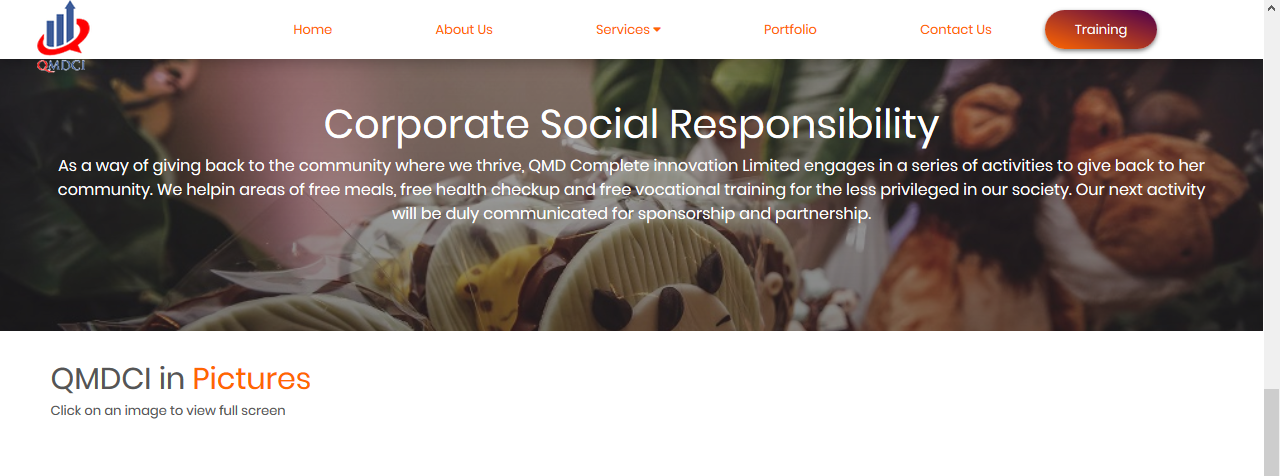 Home About Us Services Portfolio Contact Us Training
QMDCI
Corporate Social Responsibility
As a way of giving back to the community where we thrive, QMD Complete innovation Limited engages in a series of activities to give back to her
community. We helpin areas of free meals, free health checkup and free vocational training for the less privileged in our society. Our next activity
will be duly communicated for sponsorship and partnership.
QMDCI in Pictures
Click on an image to view full screen